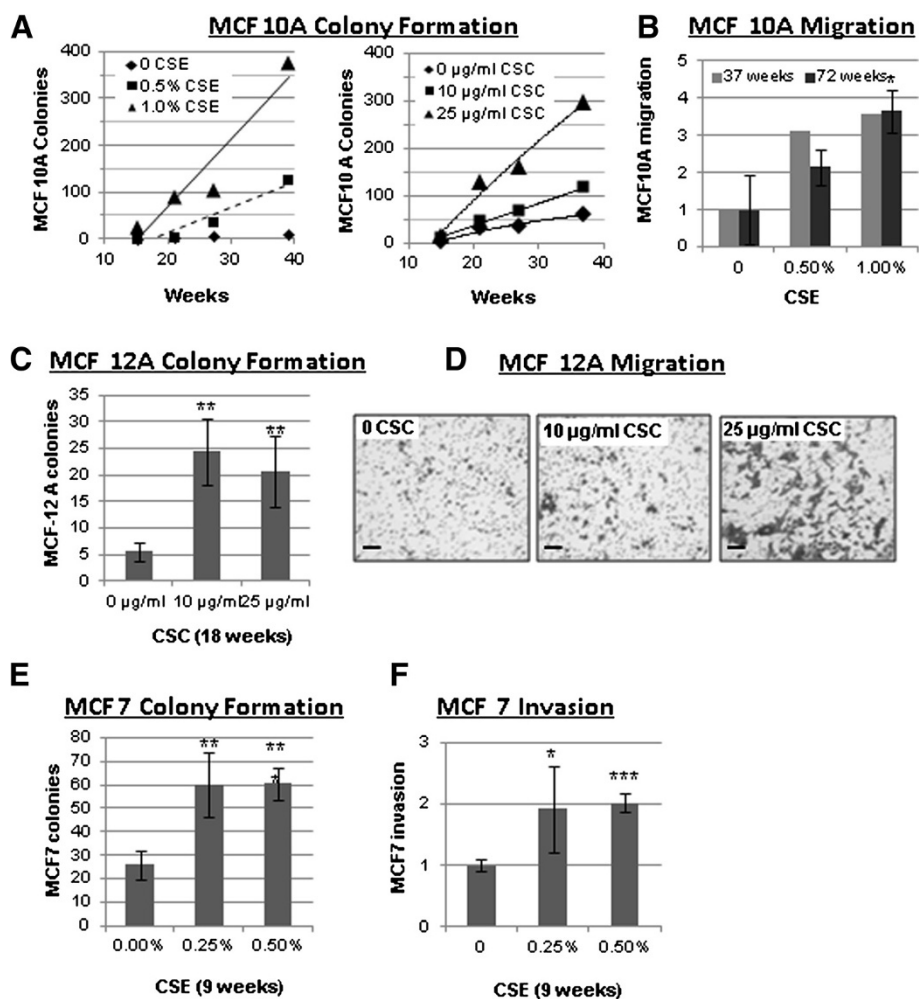 A
MCF 10A Colony Formation
MCF 10A Colonies
400
300
200
100
0
◆ 0 CSE
■ 0.5% CSE
▲ 1.0% CSE
10 20 30 40
Weeks
MCF10 A Colonies
400
300
200
100
0
◆ 0 µg/ml CSC
■ 10 µg/ml CSC
▲ 25 µg/ml CSC
10 20 30 40
Weeks
B
MCF 10A Migration
MCF10A migration
5
4
3
2
1
0
37 weeks 72 weeks
*
0 0.50% 1.00%
CSE
C
MCF 12A Colony Formation
MCF-12 A colonies
35
30
25
20
15
10
5
0
** **
0 µg/ml 10 µg/ml 25 µg/ml
CSC (18 weeks)
D
MCF 12A Migration
0 CSC
10 µg/ml CSC
25 µg/ml CSC
E
MCF7 Colony Formation
MCF7 colonies
80
70
60
50
40
30
20
10
0
** **
*
0.00% 0.25% 0.50%
CSE (9 weeks)
F
MCF 7 Invasion
MCF7 invasion
3
2
1
0
* ***
0 0.25% 0.50%
CSE (9 weeks)